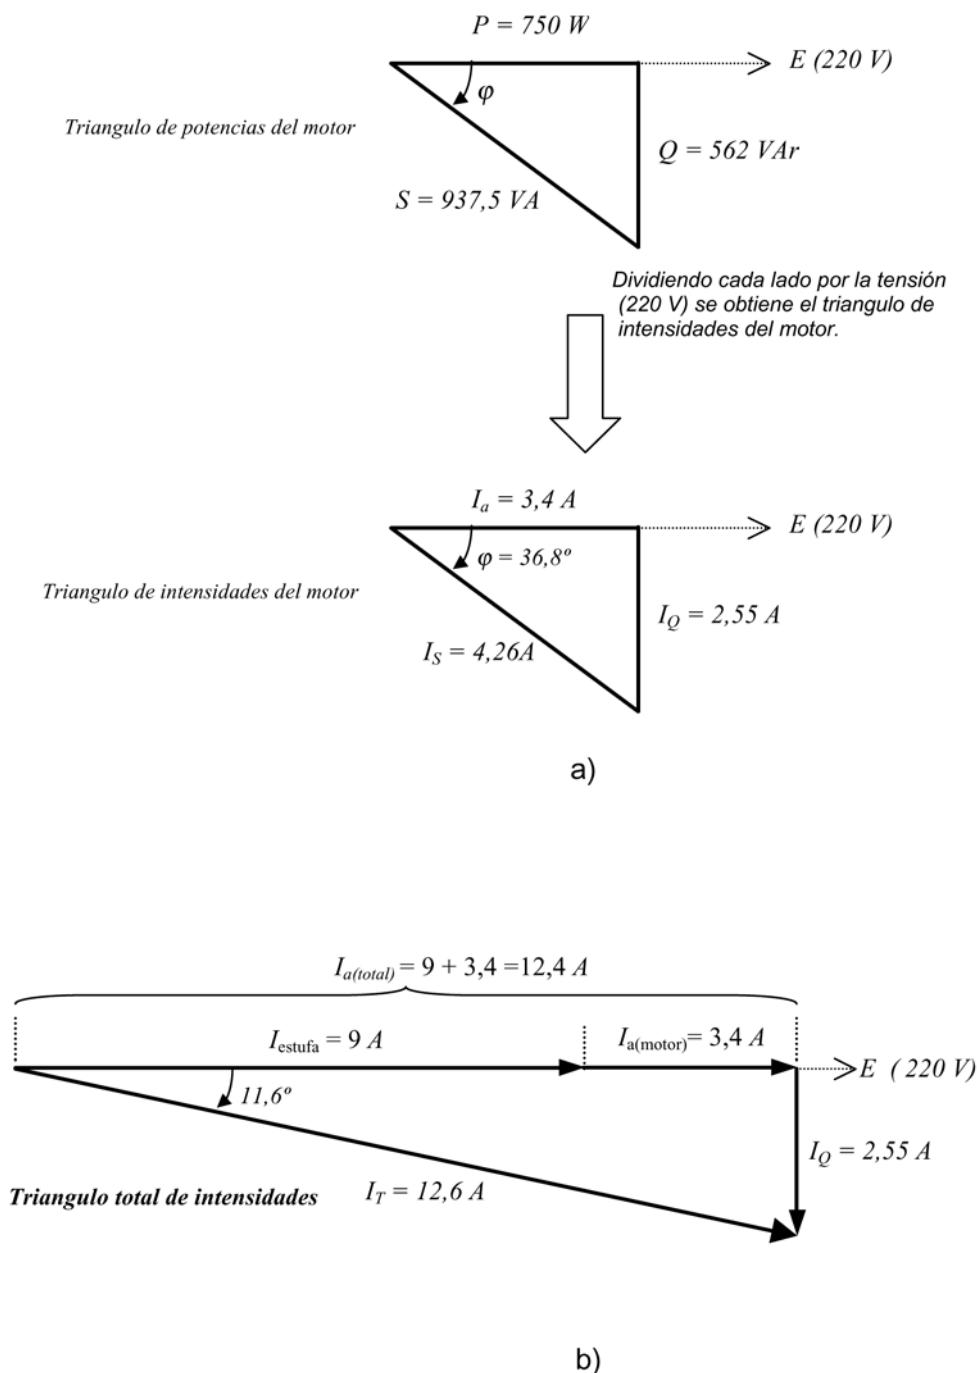 P = 750 W
E (220 V)
φ
Triangulo de potencias del motor
Q = 562 VAr
S = 937,5 VA
Dividiendo cada lado por la tensión
(220 V) se obtiene el triangulo de
intensidades del motor.
Ia = 3,4 A
E (220 V)
φ = 36,8º
Triangulo de intensidades del motor
IQ = 2,55 A
IS = 4,26A
a)
Ia(total) = 9 + 3,4 =12,4 A
Iestufa = 9 A
Ia(motor)= 3,4 A
E ( 220 V)
11,6º
IQ = 2,55 A
Triangulo total de intensidades
IT = 12,6 A
b)